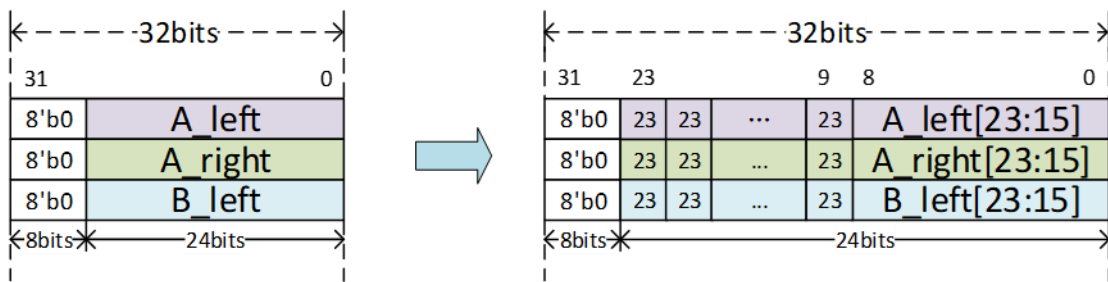 32bits 32bits
31 0 31 23 9 8 0
8'b0 A_left 8'b0 23 23 ... 23 A_left[23:15]
8'b0 A_right 8'b0 23 23 ... 23 A_right[23:15]
8'b0 B_left 8'b0 23 23 ... 23 B_left[23:15]
8bits 24bits 8bits 24bits